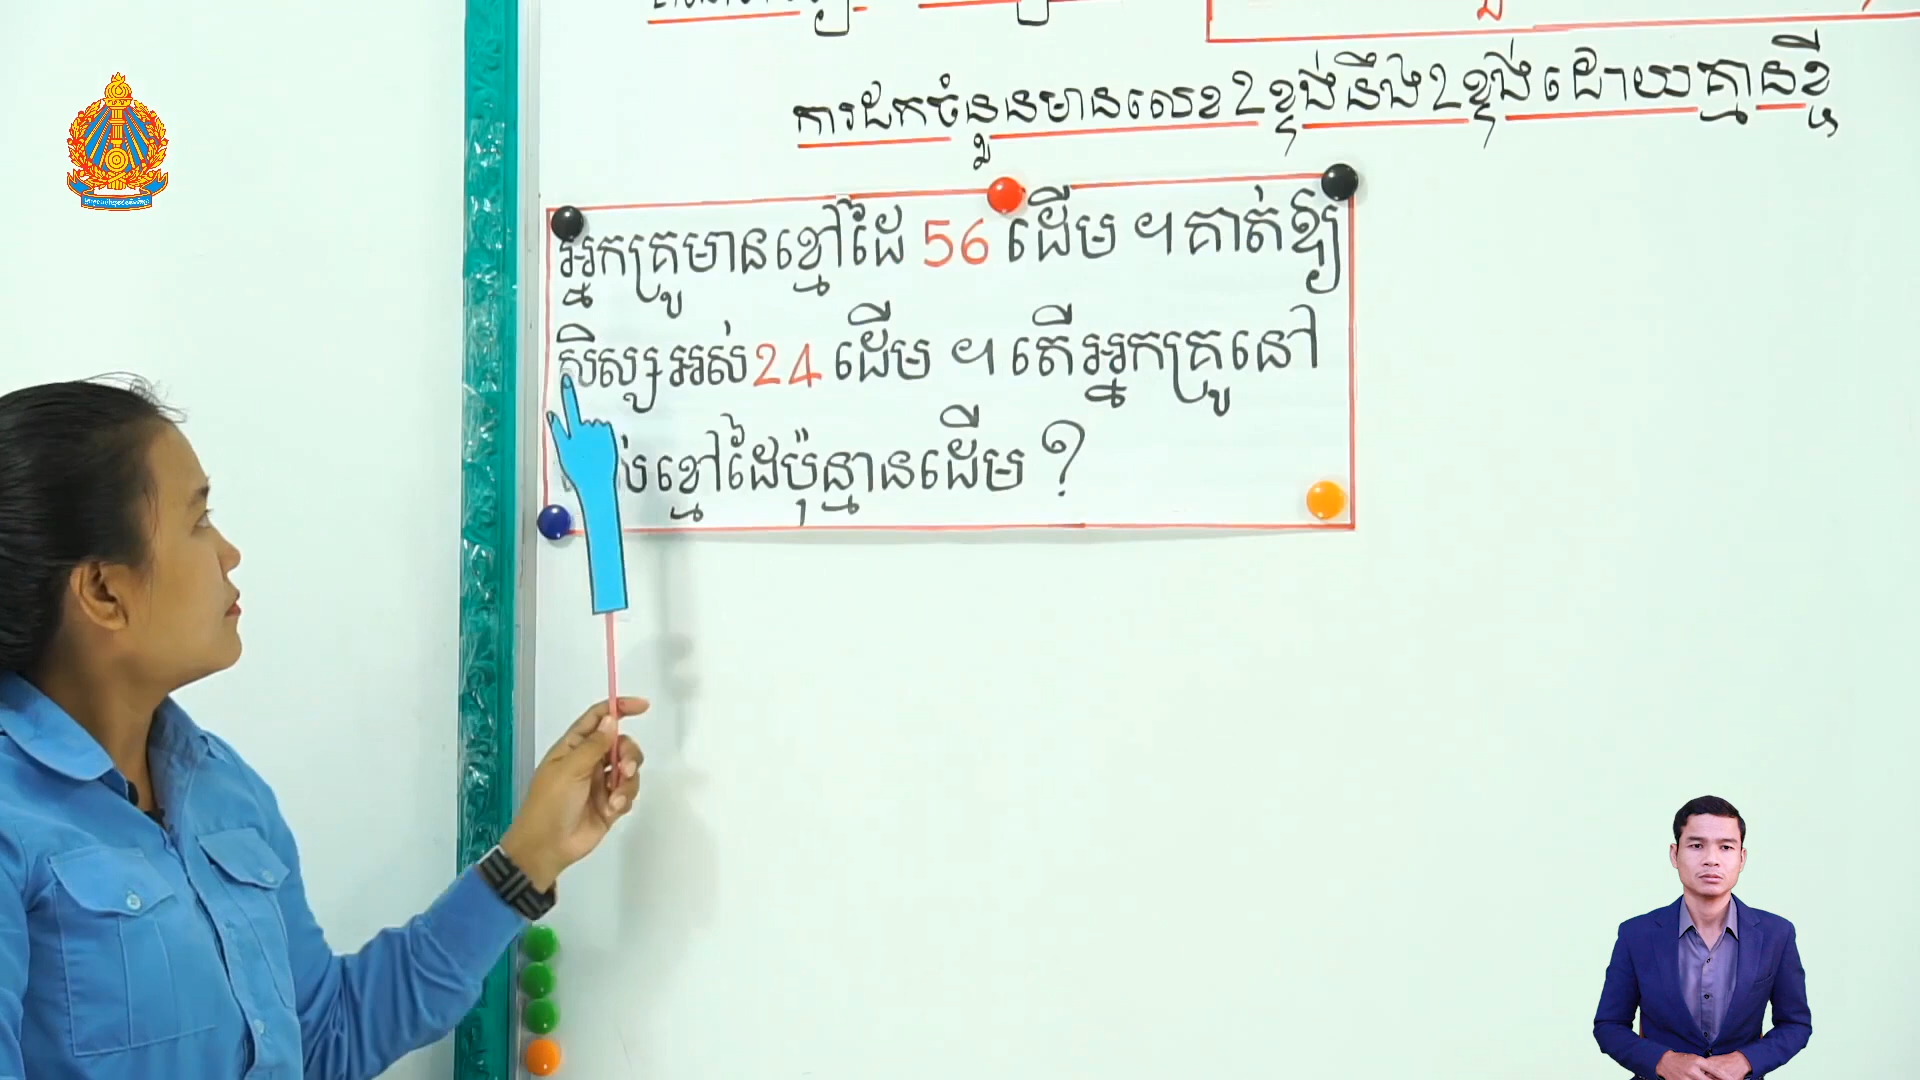 ការដកចំនួនមានលេខ2ខ្ទង់នឹង2ខ្ទង់ដោយគ្មានខ្ចី
អ្នកគ្រូមានខ្មៅដៃ 56 ដើម ។ គាត់ឱ្យ
សិស្សអស់ 24 ដើម ។ តើអ្នកគ្រូនៅ
ខ្មៅដៃប៉ុន្មានដើម ?